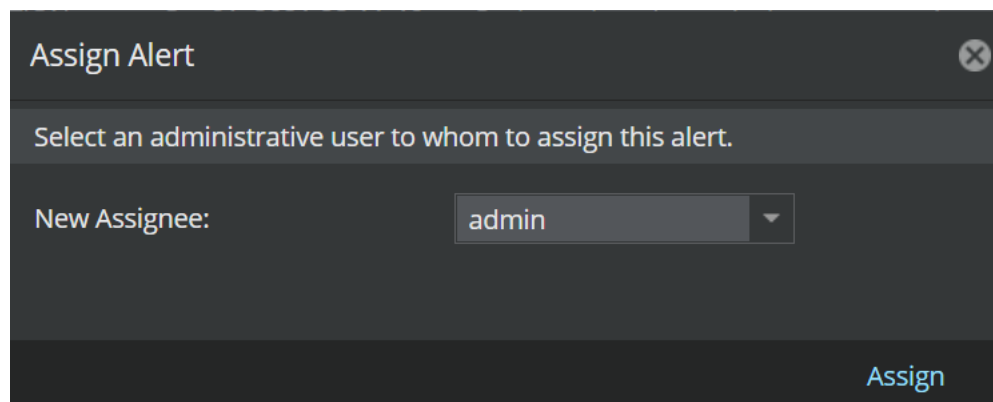 Assign Alert
Select an administrative user to whom to assign this alert.
New Assignee:
admin
Assign